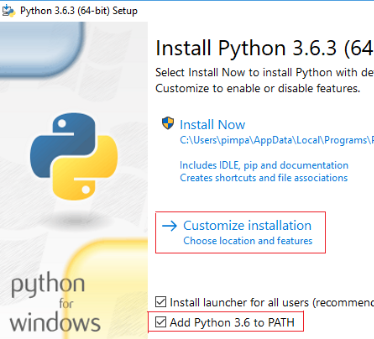 Python 3.6.3 (64-bit) Setup
Install Python 3.6.3 (64
Select Install Now to install Python with de
Customize to enable or disable features.
Install Now
C:\Users\pimpa\AppData\Local\Programs\P
Includes IDLE, pip and documentation
Creates shortcuts and file associations
Customize installation
Choose location and features
Install launcher for all users (recommend
Add Python 3.6 to PATH
python
for
windows